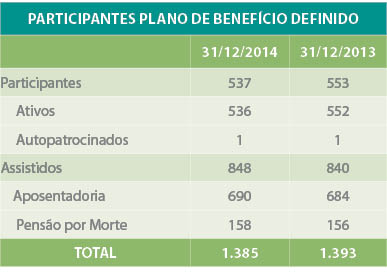 PARTICIPANTES PLANO DE BENEFÍCIO DEFINIDO
31/12/2014 31/12/2013
Participantes 537 553
Ativos 536 552
Autopatrocinados 1 1
Assistidos 848 840
Aposentadoria 690 684
Pensão por Morte 158 156
TOTAL 1.385 1.393